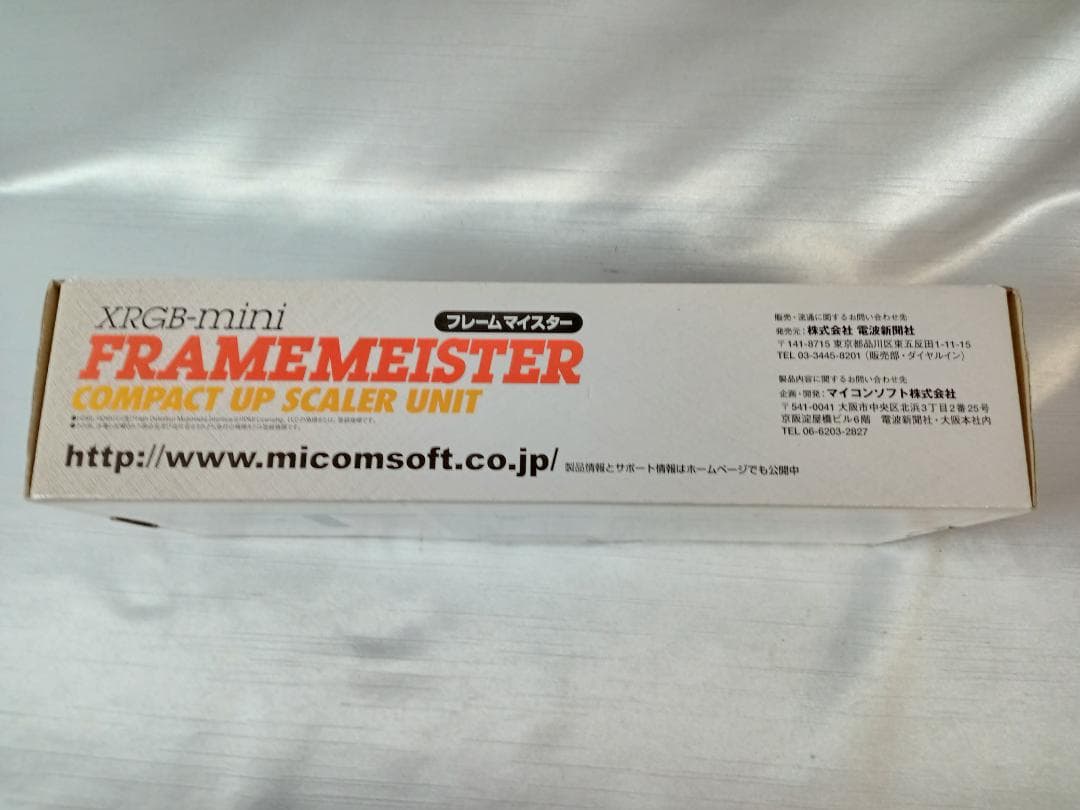 XRGB-mini
フレームマイスター
FRAMEMEISTER
COMPACT UP SCALER UNIT
http://www.micomsoft.co.jp/
製品情報とサポート情報はホームページでも公開中
販売・流通に関するお問い合わせ先
発売元：株式会社 電波新聞社
〒141-8715 東京都品川区東五反田1-11-15
TEL 03-3445-8201（販売部・ダイヤルイン）
製品内容に関するお問い合わせ先
企画・開発：マイコンソフト株式会社
〒541-0041 大阪市中央区北浜3丁目2番25号
京阪淀屋橋ビル6階 電波新聞社・大阪本社内
TEL 06-6203-2827